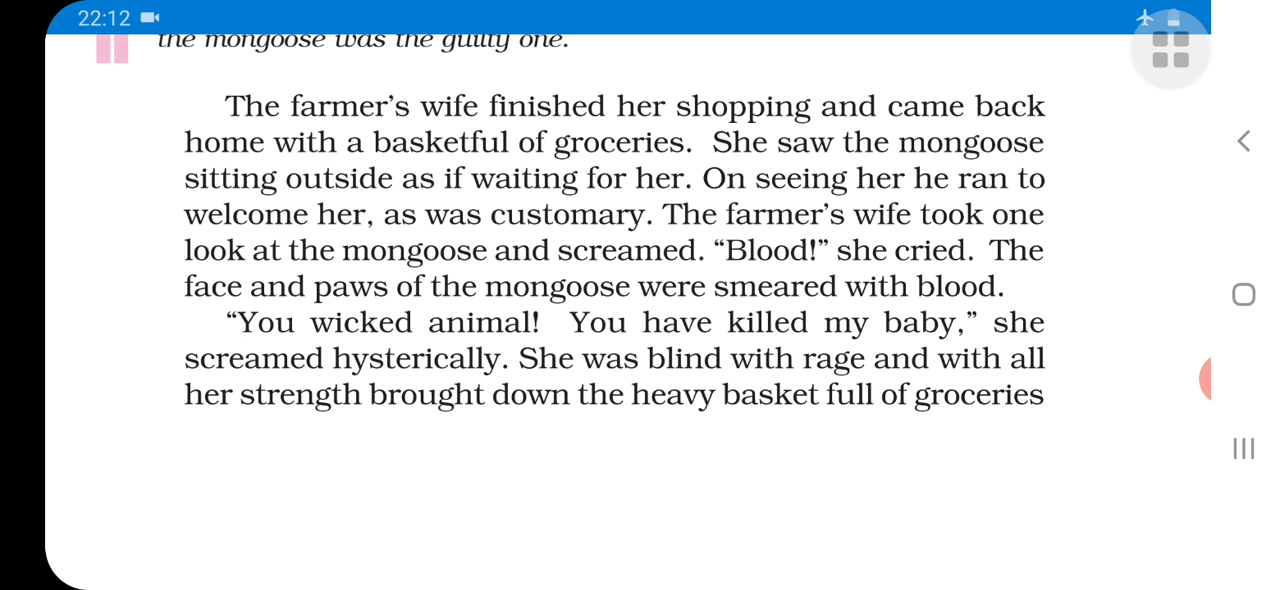 22:12
the mongoose was the guilty one.
The farmer’s wife finished her shopping and came back
home with a basketful of groceries.  She saw the mongoose
sitting outside as if waiting for her. On seeing her he ran to
welcome her, as was customary. The farmer’s wife took one
look at the mongoose and screamed. “Blood!” she cried.  The
face and paws of the mongoose were smeared with blood.
“You wicked animal!  You have killed my baby,” she
screamed hysterically. She was blind with rage and with all
her strength brought down the heavy basket full of groceries